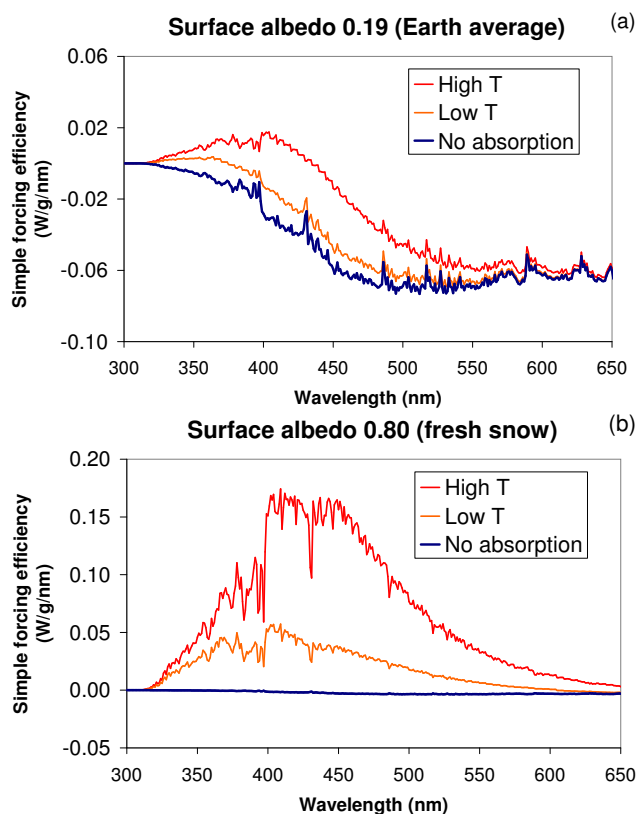 Surface albedo 0.19 (Earth average)
(a)
Simple forcing efficiency
(W/g/nm)
0.06
0.02
-0.02
-0.06
-0.10
High T
Low T
No absorption
300 350 400 450 500 550 600 650
Wavelength (nm)
Surface albedo 0.80 (fresh snow)
(b)
Simple forcing efficiency
(W/g/nm)
0.20
0.15
0.10
0.05
0.00
-0.05
High T
Low T
No absorption
300 350 400 450 500 550 600 650
Wavelength (nm)